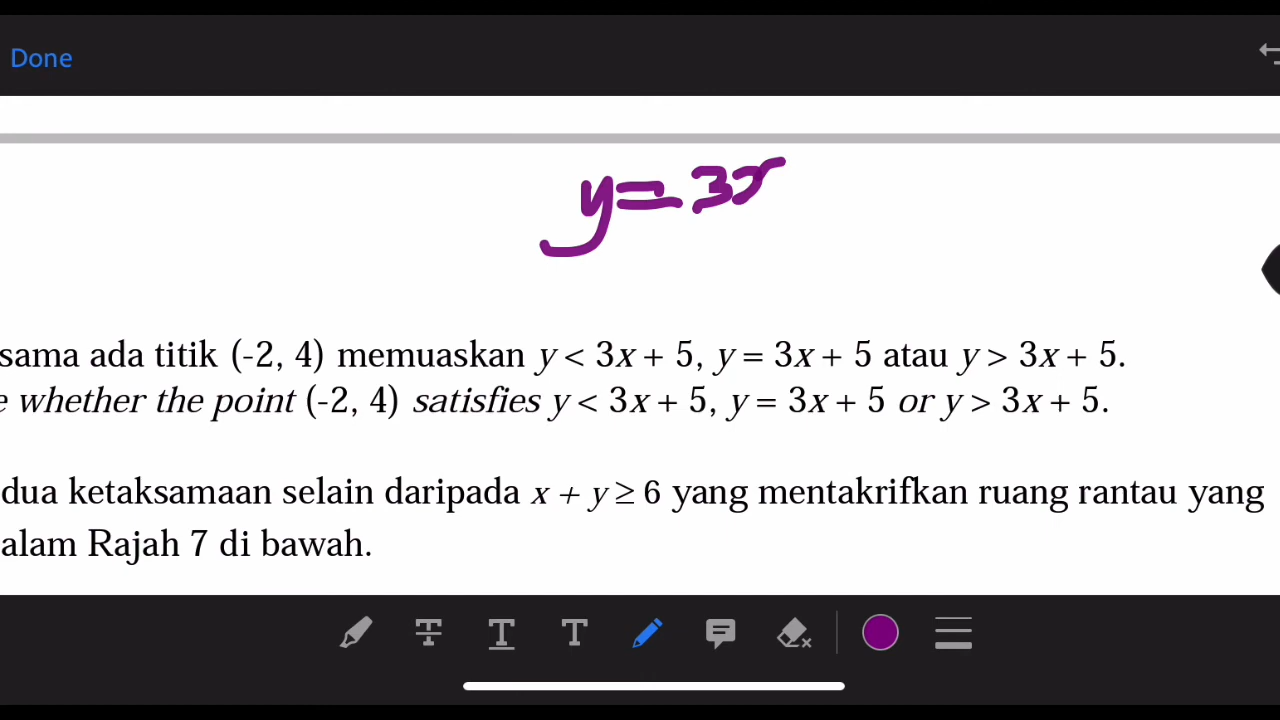 Done
y = 3x
sama ada titik (-2, 4) memuaskan y < 3x + 5, y = 3x + 5 atau y > 3x + 5.
e whether the point (-2, 4) satisfies y < 3x + 5, y = 3x + 5 or y > 3x + 5.
dua ketaksamaan selain daripada x + y ≥ 6 yang mentakrifkan ruang rantau yang
alam Rajah 7 di bawah.